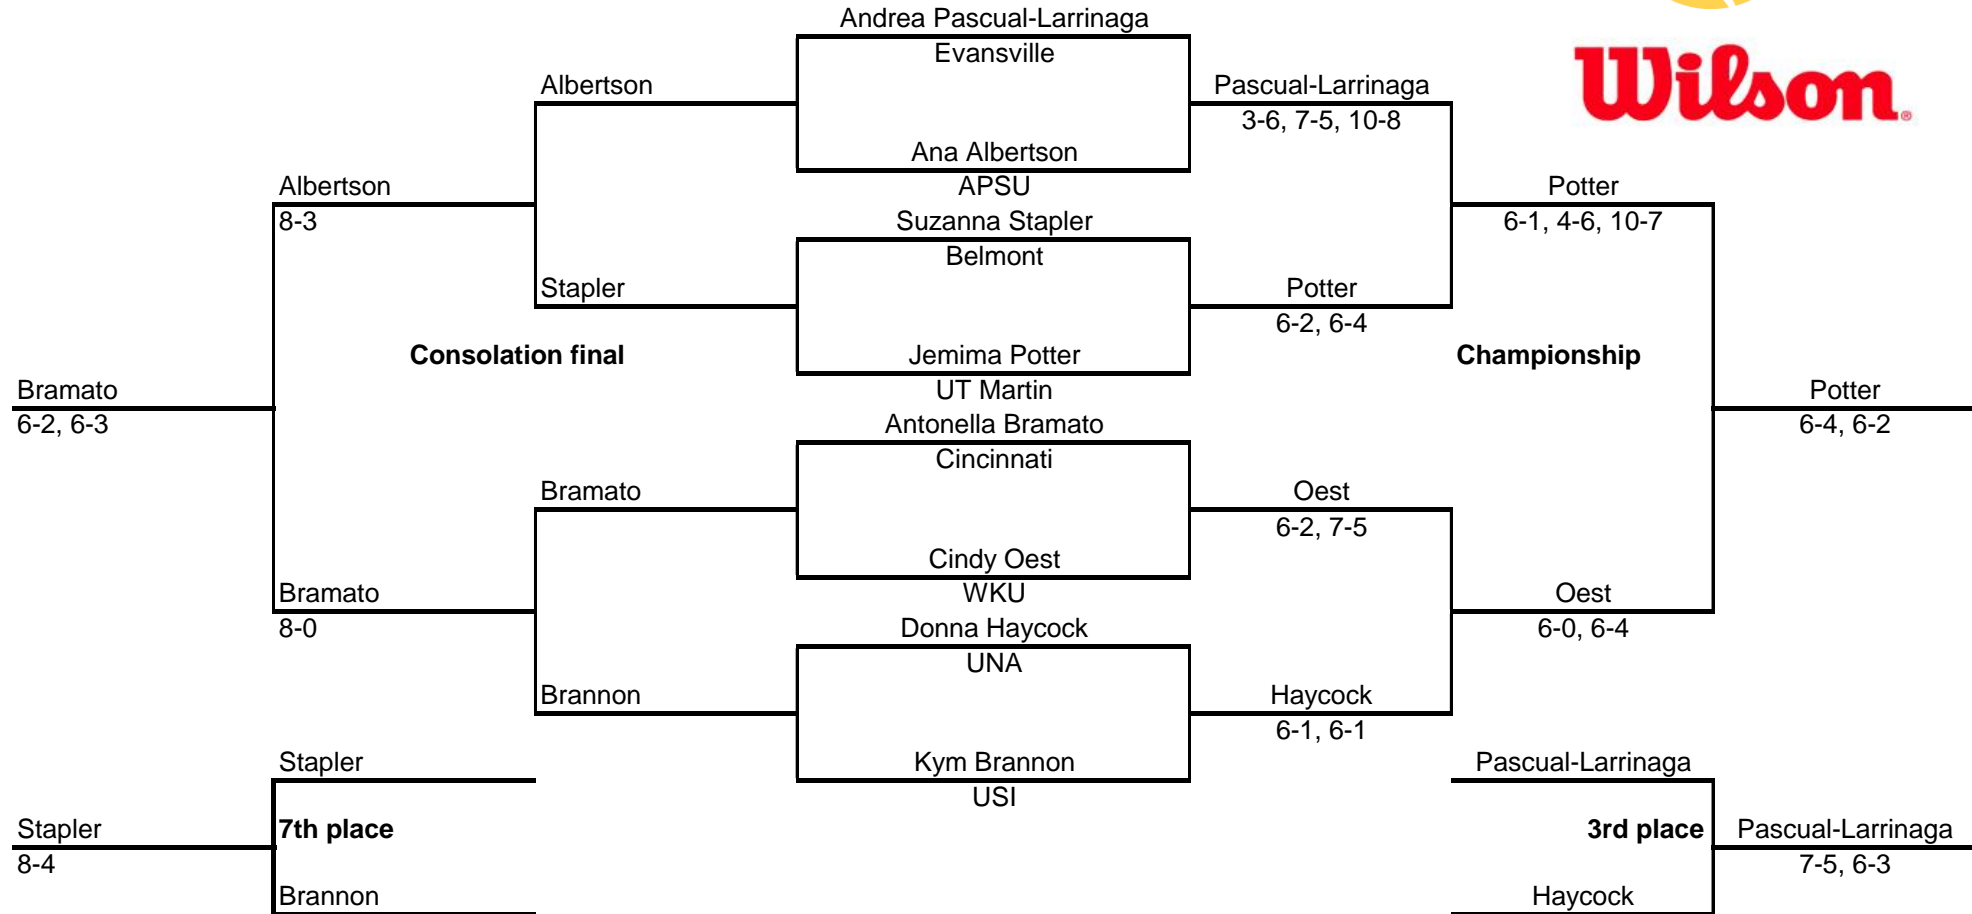 Andrea Pascual-Larrinaga
Evansville
Wilson®
Albertson
Pascual-Larrinaga
3-6, 7-5, 10-8
Ana Albertson
APSU
Albertson
8-3
Potter
6-1, 4-6, 10-7
Suzanna Stapler
Belmont
Stapler
Potter
6-2, 6-4
Consolation final
Jemima Potter
UT Martin
Championship
Bramato
6-2, 6-3
Potter
6-4, 6-2
Antonella Bramato
Cincinnati
Bramato
Oest
6-2, 7-5
Cindy Oest
WKU
Bramato
8-0
Oest
6-0, 6-4
Donna Haycock
UNA
Brannon
Haycock
6-1, 6-1
Stapler
Kym Brannon
USI
Pascual-Larrinaga
Stapler
8-4
7th place
3rd place
Pascual-Larrinaga
7-5, 6-3
Brannon
Haycock